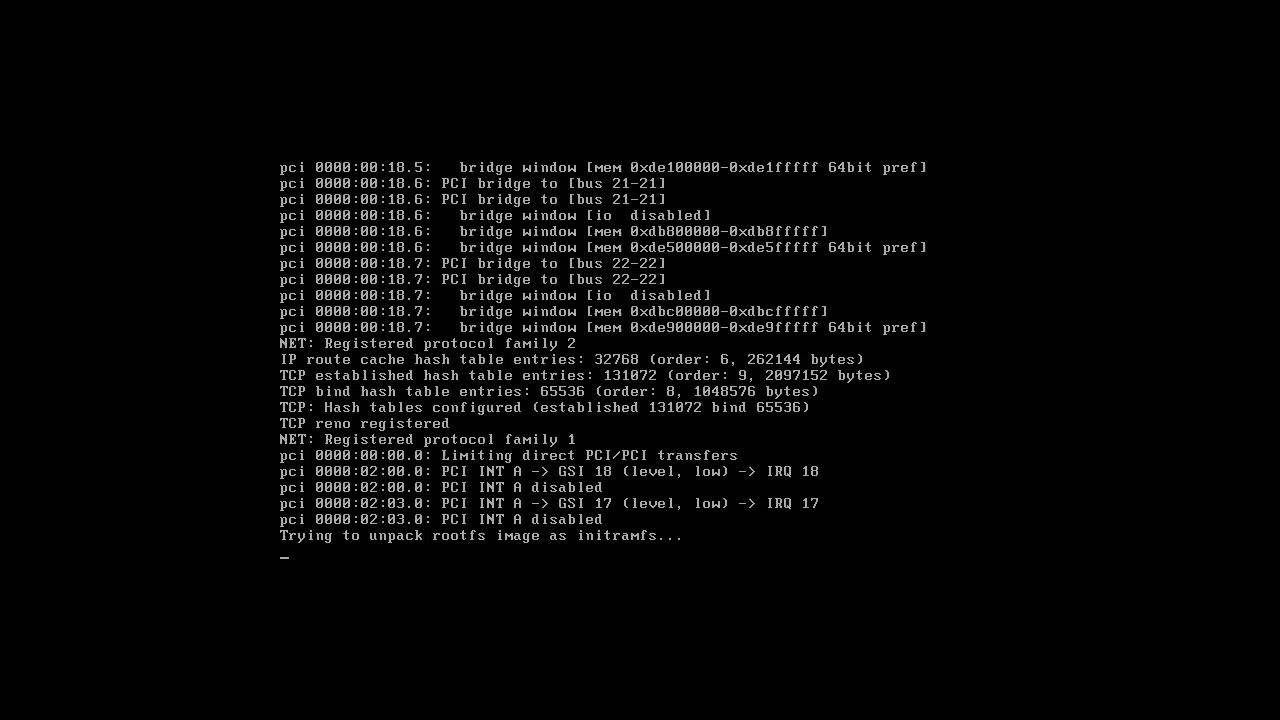 pci 0000:00:18.5:   bridge window [mem 0xde100000-0xde1fffff 64bit pref]
pci 0000:00:18.6: PCI bridge to [bus 21-21]
pci 0000:00:18.6: PCI bridge to [bus 21-21]
pci 0000:00:18.6:   bridge window [io  disabled]
pci 0000:00:18.6:   bridge window [mem 0xdb800000-0xdb8fffff]
pci 0000:00:18.6:   bridge window [mem 0xde500000-0xde5fffff 64bit pref]
pci 0000:00:18.7: PCI bridge to [bus 22-22]
pci 0000:00:18.7: PCI bridge to [bus 22-22]
pci 0000:00:18.7:   bridge window [io  disabled]
pci 0000:00:18.7:   bridge window [mem 0xdbc00000-0xdbcfffff]
pci 0000:00:18.7:   bridge window [mem 0xde900000-0xde9fffff 64bit pref]
NET: Registered protocol family 2
IP route cache hash table entries: 32768 (order: 6, 262144 bytes)
TCP established hash table entries: 131072 (order: 9, 2097152 bytes)
TCP bind hash table entries: 65536 (order: 8, 1048576 bytes)
TCP: Hash tables configured (established 131072 bind 65536)
TCP reno registered
NET: Registered protocol family 1
pci 0000:00:00.0: Limiting direct PCI/PCI transfers
pci 0000:02:00.0: PCI INT A -> GSI 18 (level, low) -> IRQ 18
pci 0000:02:00.0: PCI INT A disabled
pci 0000:02:03.0: PCI INT A -> GSI 17 (level, low) -> IRQ 17
pci 0000:02:03.0: PCI INT A disabled
Trying to unpack rootfs image as initramfs...
_